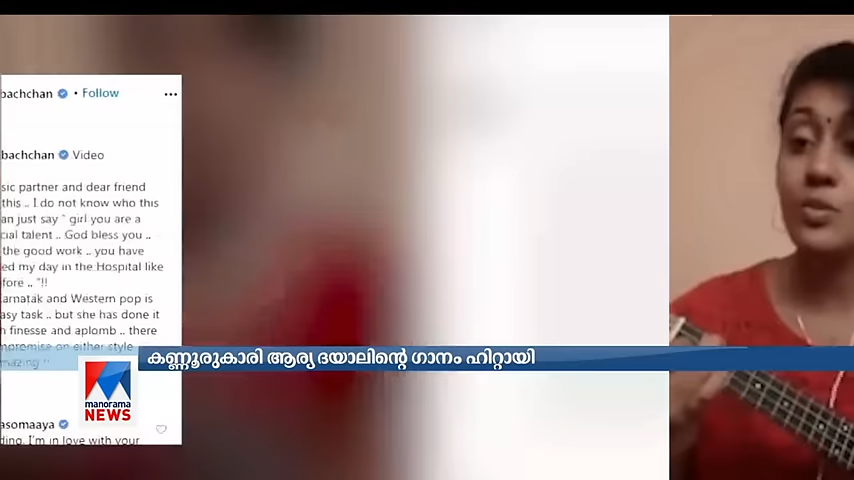 bachchan • Follow ...
bachchan Video
sic partner and dear friend
this .. I do not know who this
an just say " girl you are a
cial talent .. God bless you ..
the good work .. you have
ed my day in the Hospital like
fore .. "!!
arnatak and Western pop is
asy task .. but she has done it
h finesse and aplomb .. there
on either style
mazing !!
കണ്ണൂരുകാരി ആര്യ ദയാലിന്റെ ഗാനം ഹിറ്റായി
manorama
NEWS
asomaaya
ding. I'm in love with your